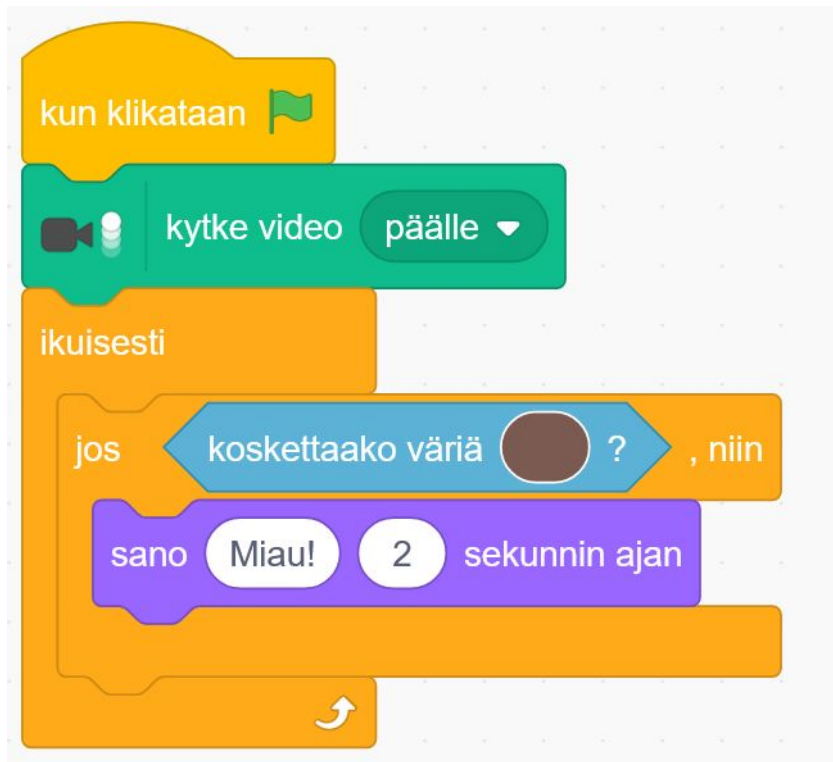 kun klikataan
kytke video päälle
ikuisesti
jos koskettaako väriä ? , niin
sano Miau! 2 sekunnin ajan